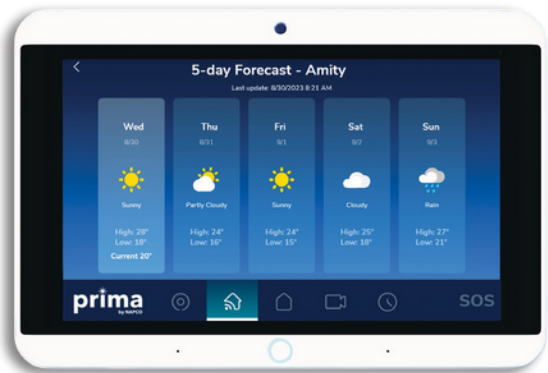 5-day Forecast - Amity
Last update: 8/30/2023 8:21 AM
Wed
8/30
Sunny
High: 28°
Low: 18°
Current 20°
Thu
8/31
Partly Cloudy
High: 24°
Low: 16°
Fri
9/1
Sunny
High: 24°
Low: 15°
Sat
9/2
Cloudy
High: 25°
Low: 18°
Sun
9/3
Rain
High: 27°
Low: 21°
prima
by NAPCO
SOS